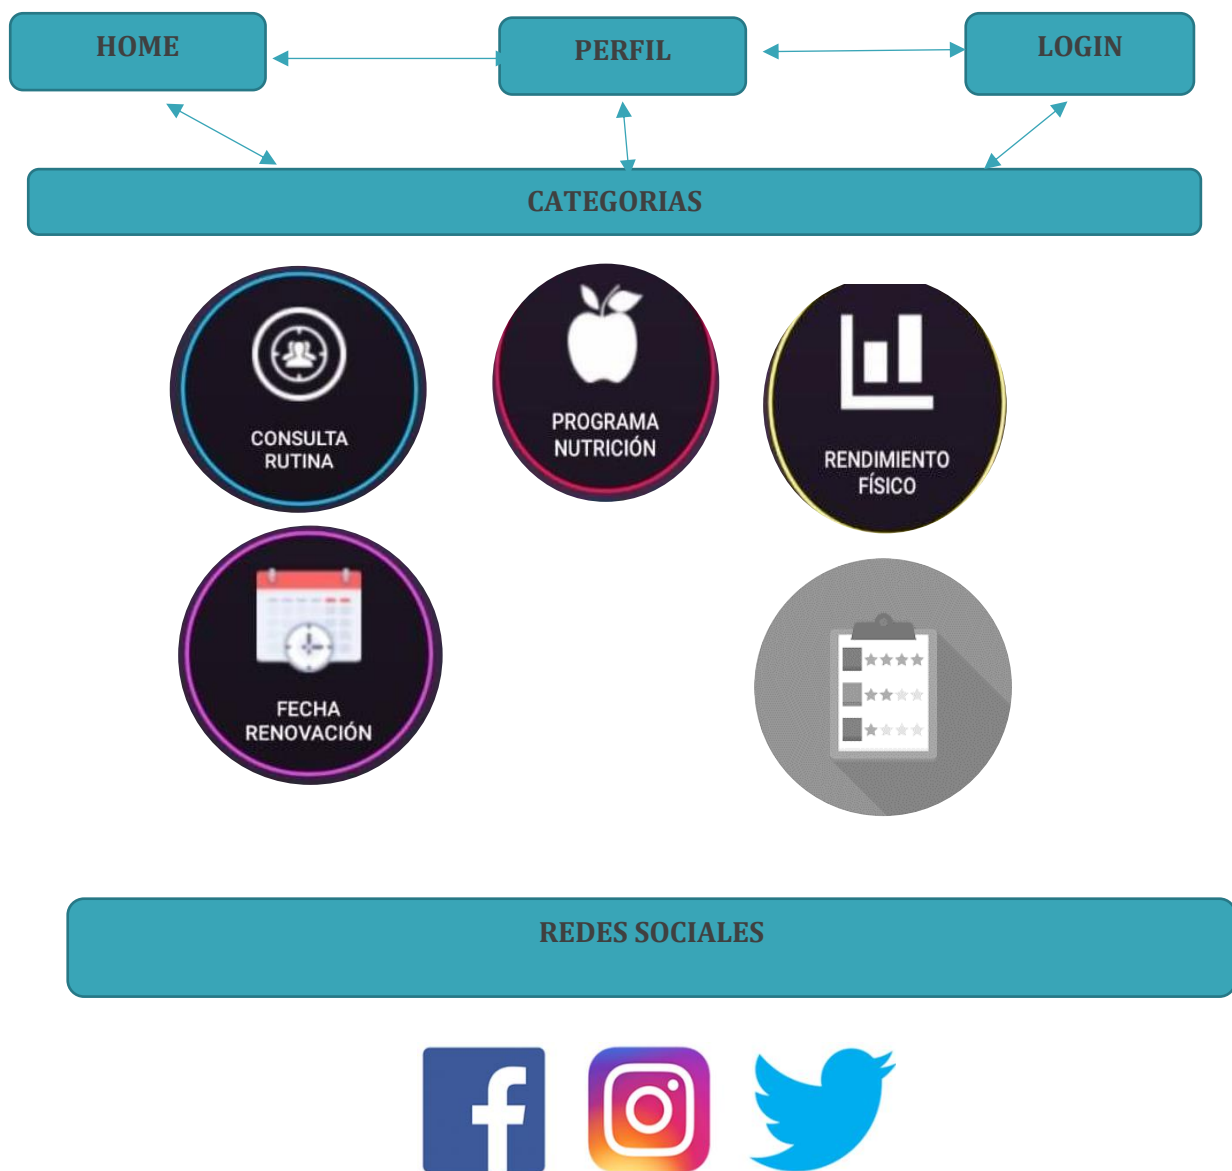 HOME
PERFIL
LOGIN
CATEGORIAS
CONSULTA
RUTINA
PROGRAMA
NUTRICIÓN
RENDIMIENTO
FÍSICO
FECHA
RENOVACIÓN
REDES SOCIALES